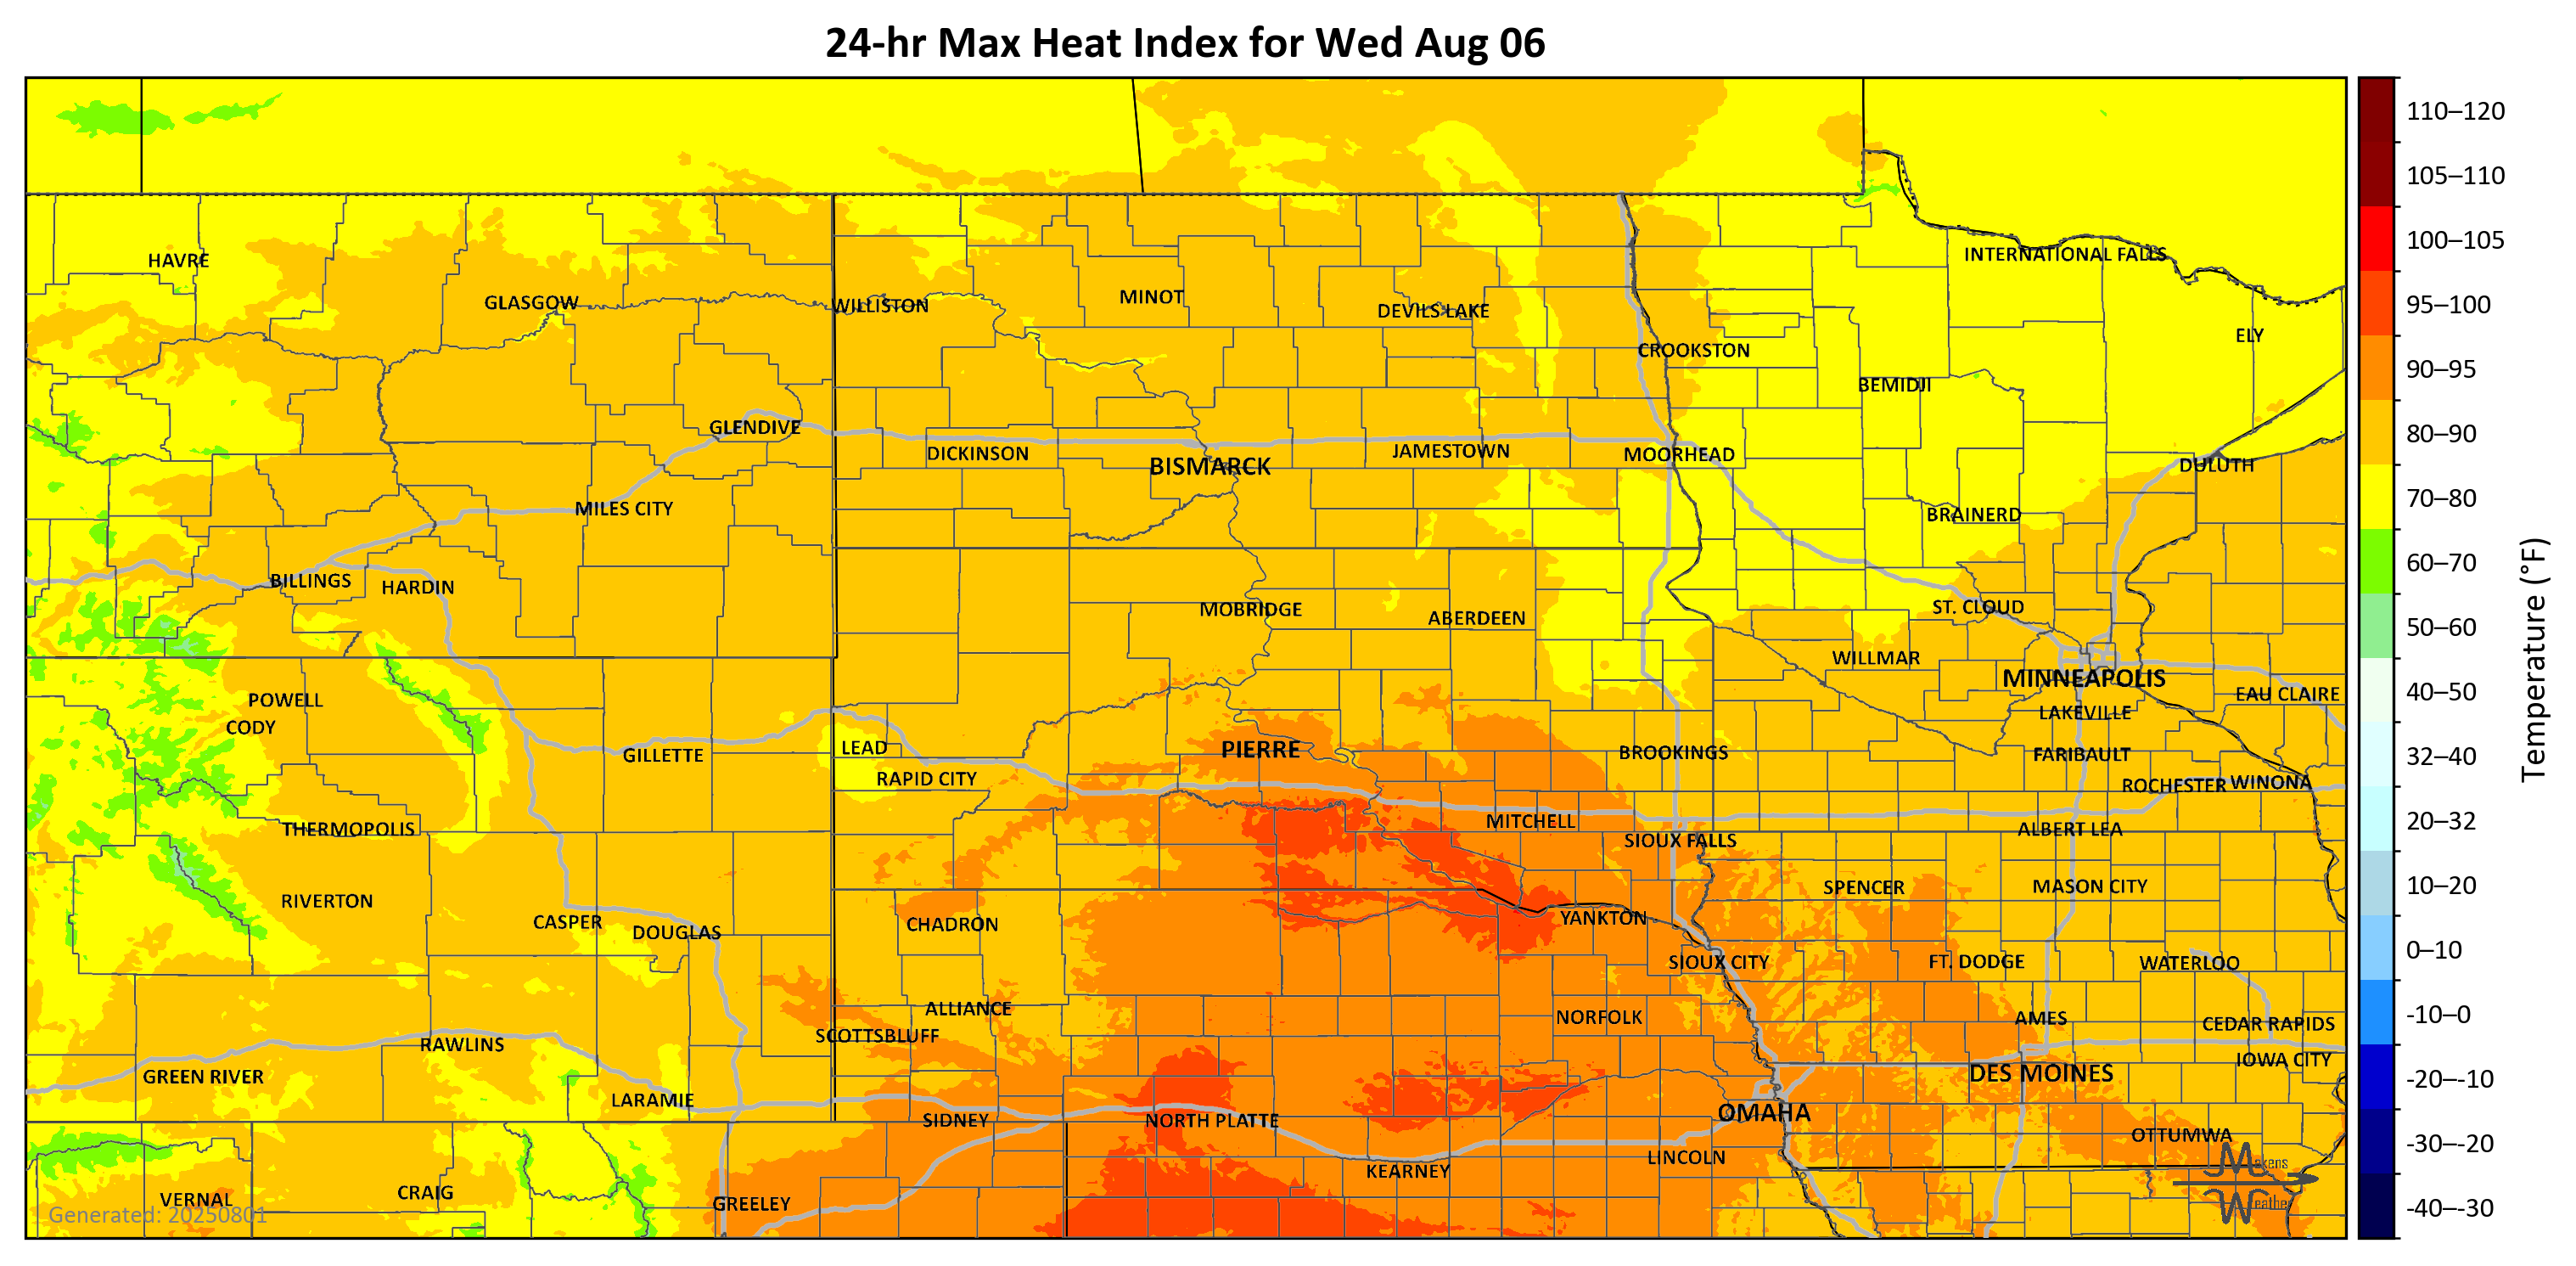 24-hr Max Heat Index for Wed Aug 06
110–120
105–110
HAVRE
INTERNATIONAL FALLS
100–105
GLASGOW
WILLISTON
MINOT
DEVILS LAKE
95–100
ELY
CROOKSTON
90–95
BEMIDJI
GLENDIVE
80–90
DICKINSON
BISMARCK
JAMESTOWN
MOORHEAD
DULUTH
70–80
MILES CITY
BRAINERD
60–70
BILLINGS
HARDIN
MOBRIDGE
ABERDEEN
ST. CLOUD
50–60
WILLMAR
MINNEAPOLIS
EAU CLAIRE
40–50
POWELL
CODY
LAKEVILLE
GILLETTE
LEAD
PIERRE
BROOKINGS
FARIBAULT
32–40
RAPID CITY
ROCHESTER
WINONA
Temperature (°F)
THERMOPOLIS
MITCHELL
SIOUX FALLS
ALBERT LEA
20–32
RIVERTON
SPENCER
MASON CITY
10–20
CASPER
DOUGLAS
CHADRON
YANKTON
SIOUX CITY
FT. DODGE
WATERLOO
0–10
ALLIANCE
SCOTTSBLUFF
NORFOLK
AMES
CEDAR RAPIDS
-10–0
RAWLINS
GREEN RIVER
IOWA CITY
DES MOINES
-20–-10
LARAMIE
SIDNEY
NORTH PLATTE
OMAHA
OTTUMWA
-30–-20
KEARNEY
LINCOLN
Maxens
Weather
VERNAL
CRAIG
GREELEY
-40–-30
Generated: 20250801